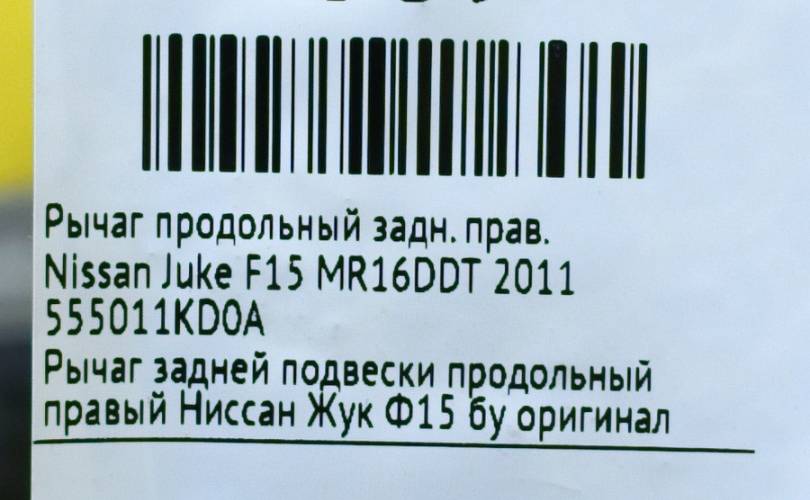 Рычаг продольный задн. прав.
Nissan Juke F15 MR16DDT 2011
555011KD0A
Рычаг задней подвески продольный
правый Ниссан Жук Ф15 бу оригинал